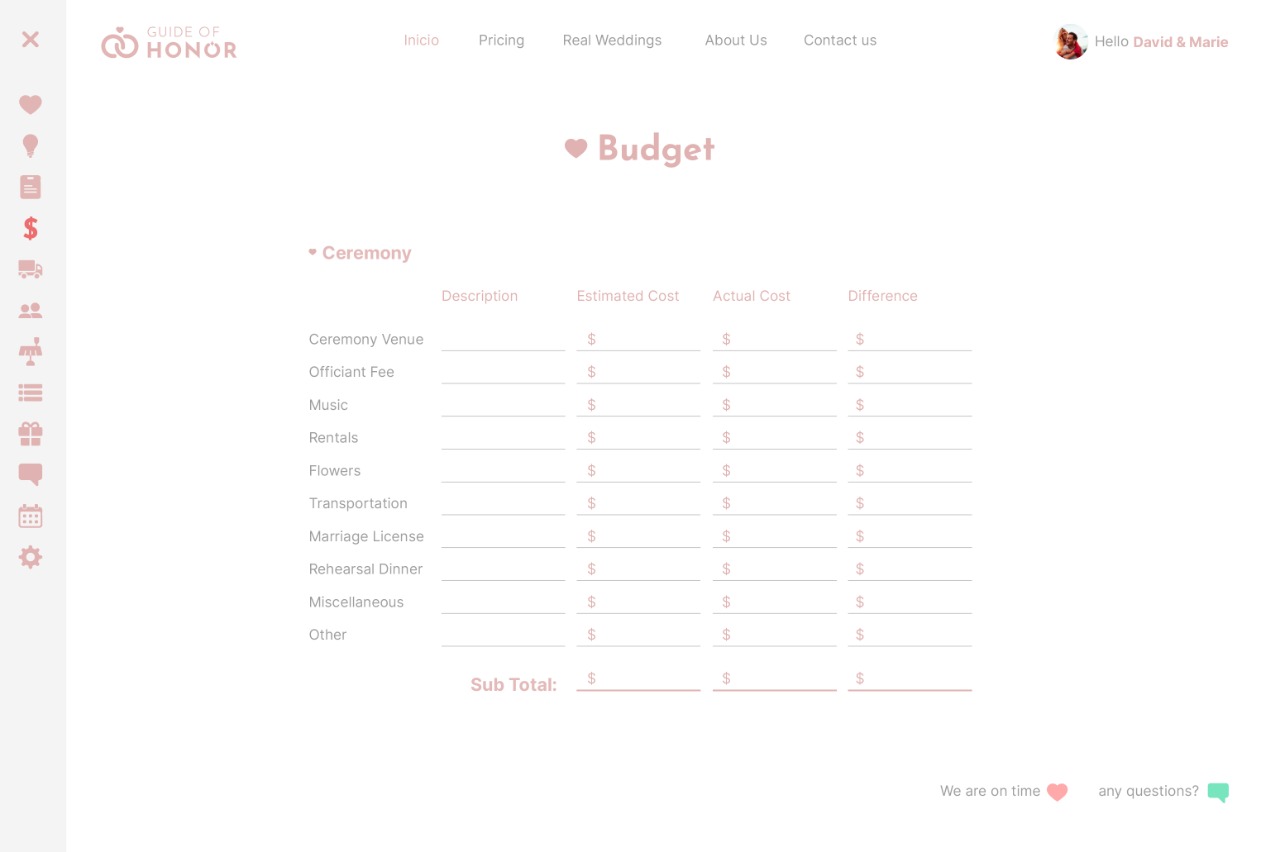 GUIDE OF
HONOR
Inicio Pricing Real Weddings About Us Contact us
Hello David & Marie
Budget
Ceremony
Description Estimated Cost Actual Cost Difference
Ceremony Venue $ $ $
Officiant Fee $ $ $
Music $ $ $
Rentals $ $ $
Flowers $ $ $
Transportation $ $ $
Marriage License $ $ $
Rehearsal Dinner $ $ $
Miscellaneous $ $ $
Other $ $ $
Sub Total: $ $ $
We are on time any questions?